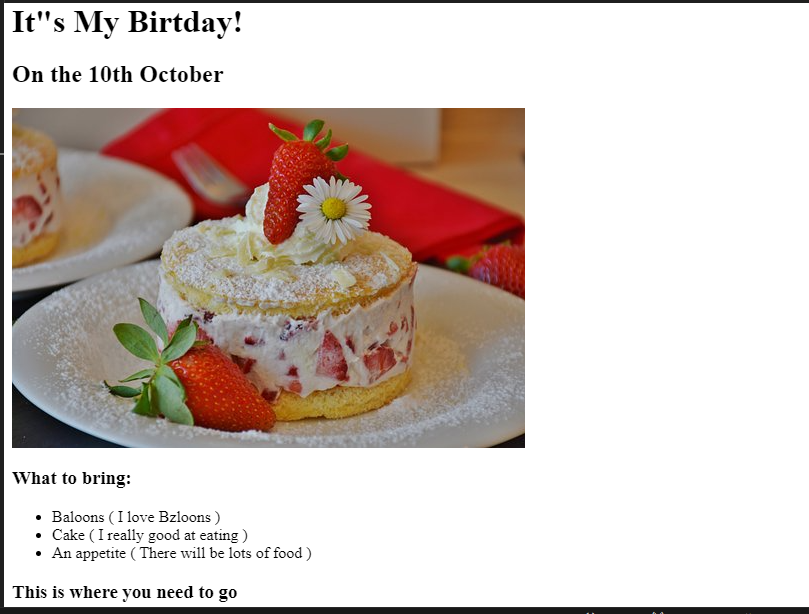 It"s My Birtday!
On the 10th October
What to bring:
Baloons ( I love Bzloons )
Cake ( I really good at eating )
An appetite ( There will be lots of food )
This is where you need to go